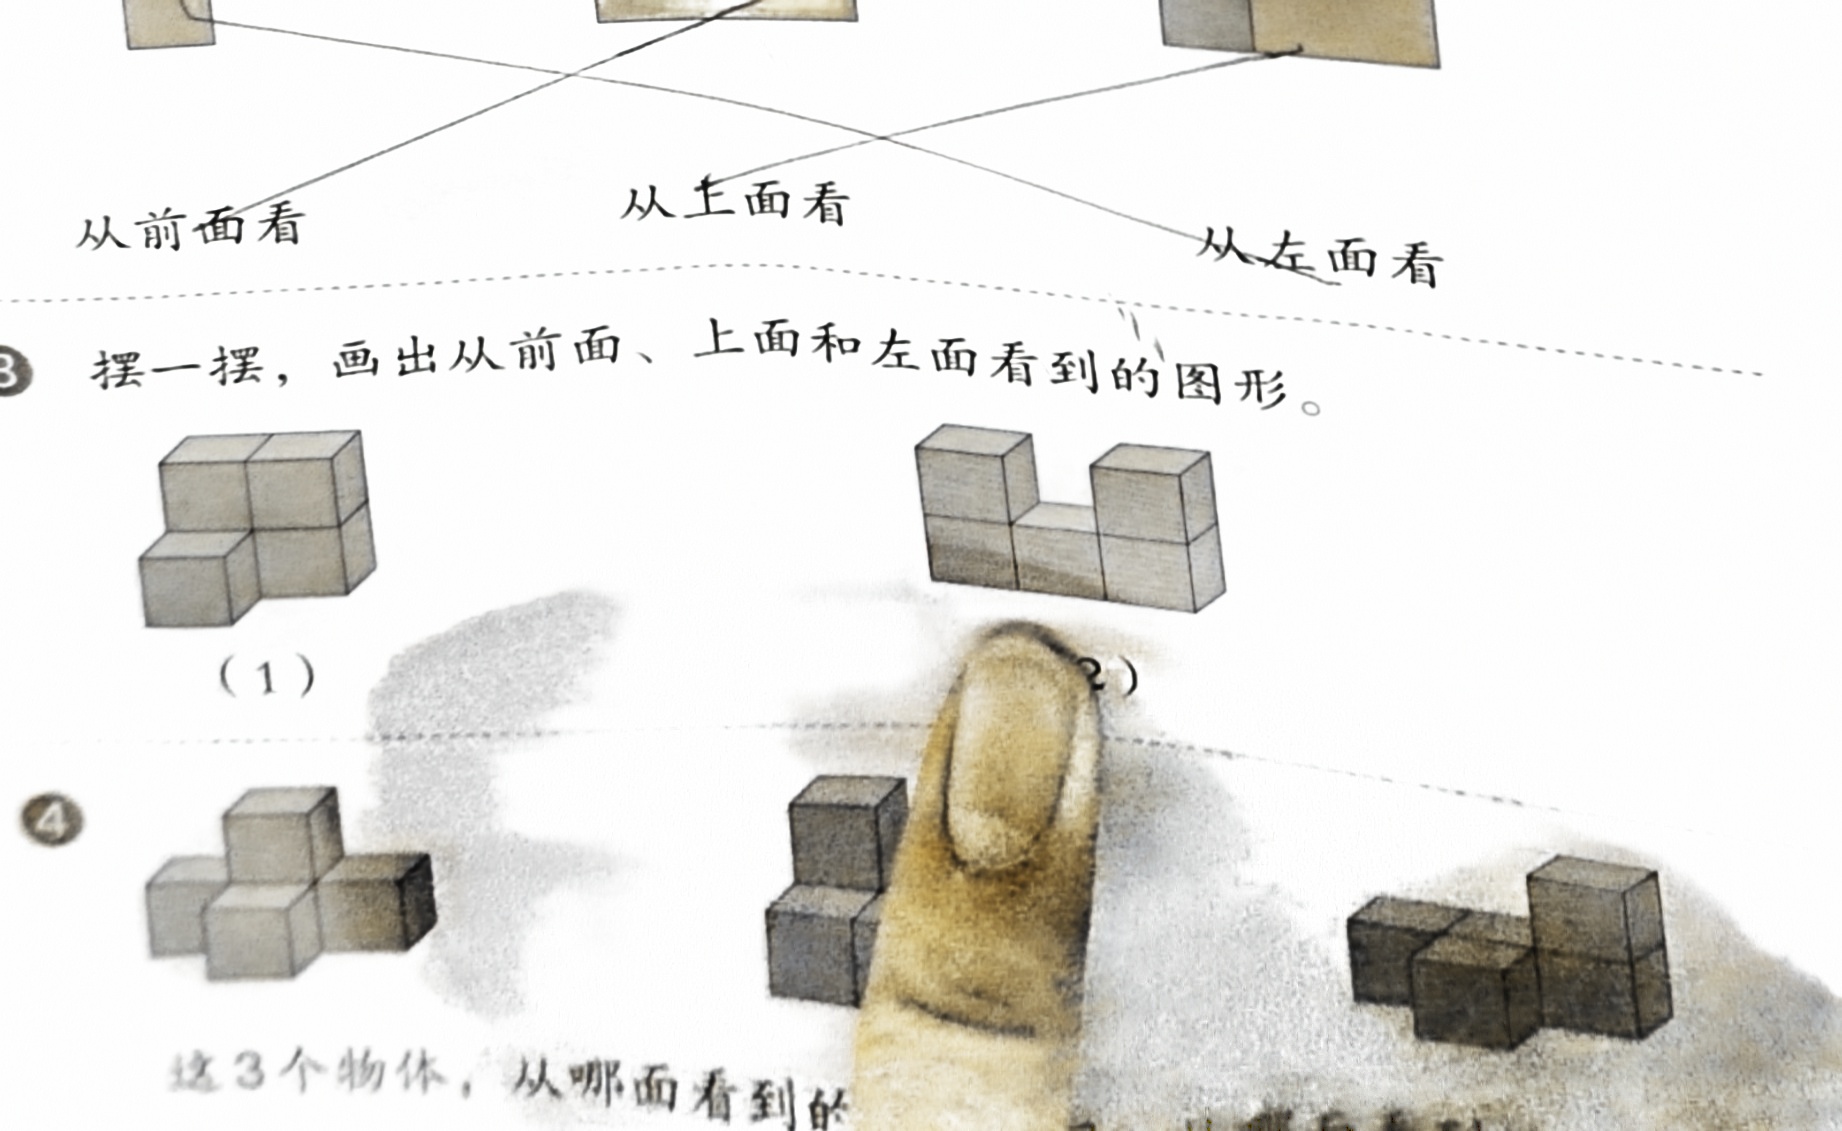 从前面看
从上面看
从左面看
3 摆一摆，画出从前面、上面和左面看到的图形。
(1)
2)
4
这3个物体，从哪面看到的